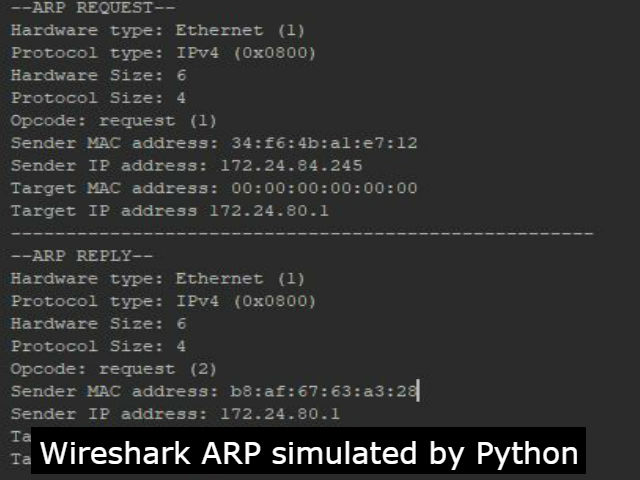 --ARP REQUEST--
Hardware type: Ethernet (1)
Protocol type: IPv4 (0x0800)
Hardware Size: 6
Protocol Size: 4
Opcode: request (1)
Sender MAC address: 34:f6:4b:a1:e7:12
Sender IP address: 172.24.84.245
Target MAC address: 00:00:00:00:00:00
Target IP address 172.24.80.1
-----------------------------------------------------
--ARP REPLY--
Hardware type: Ethernet (1)
Protocol type: IPv4 (0x0800)
Hardware Size: 6
Protocol Size: 4
Opcode: request (2)
Sender MAC address: b8:af:67:63:a3:28
Sender IP address: 172.24.80.1
Wireshark ARP simulated by Python